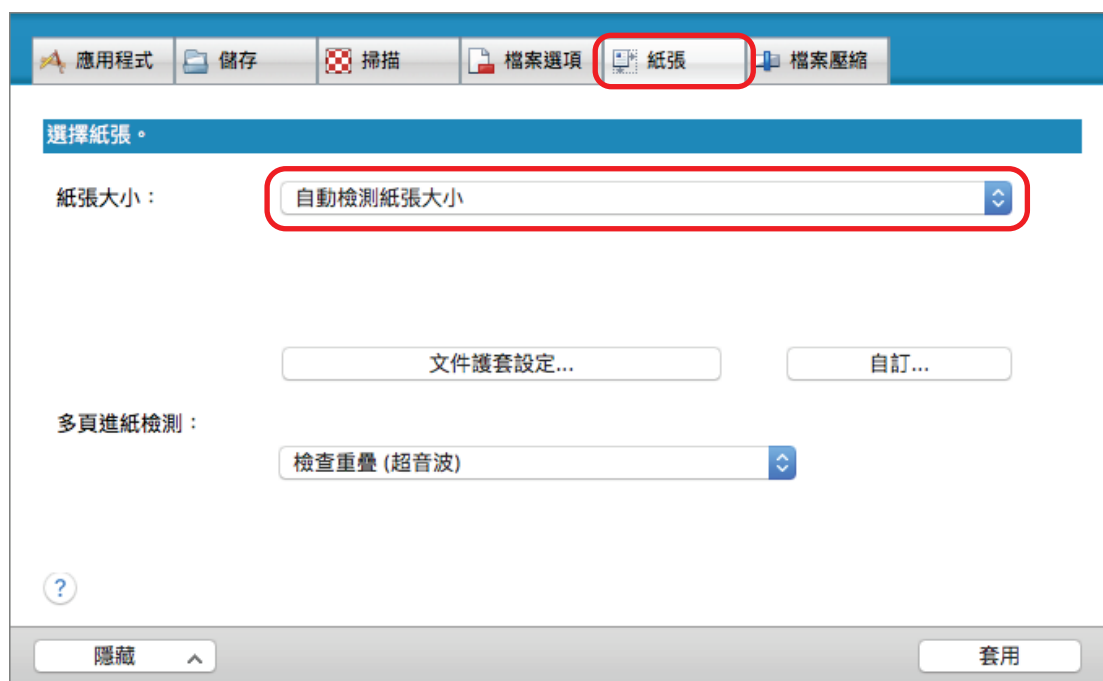 應用程式 儲存 掃描 檔案選項 紙張 檔案壓縮
選擇紙張。
紙張大小： 自動檢測紙張大小
文件護套設定... 自訂...
多頁進紙檢測：
檢查重疊 (超音波)
?
隱藏 套用